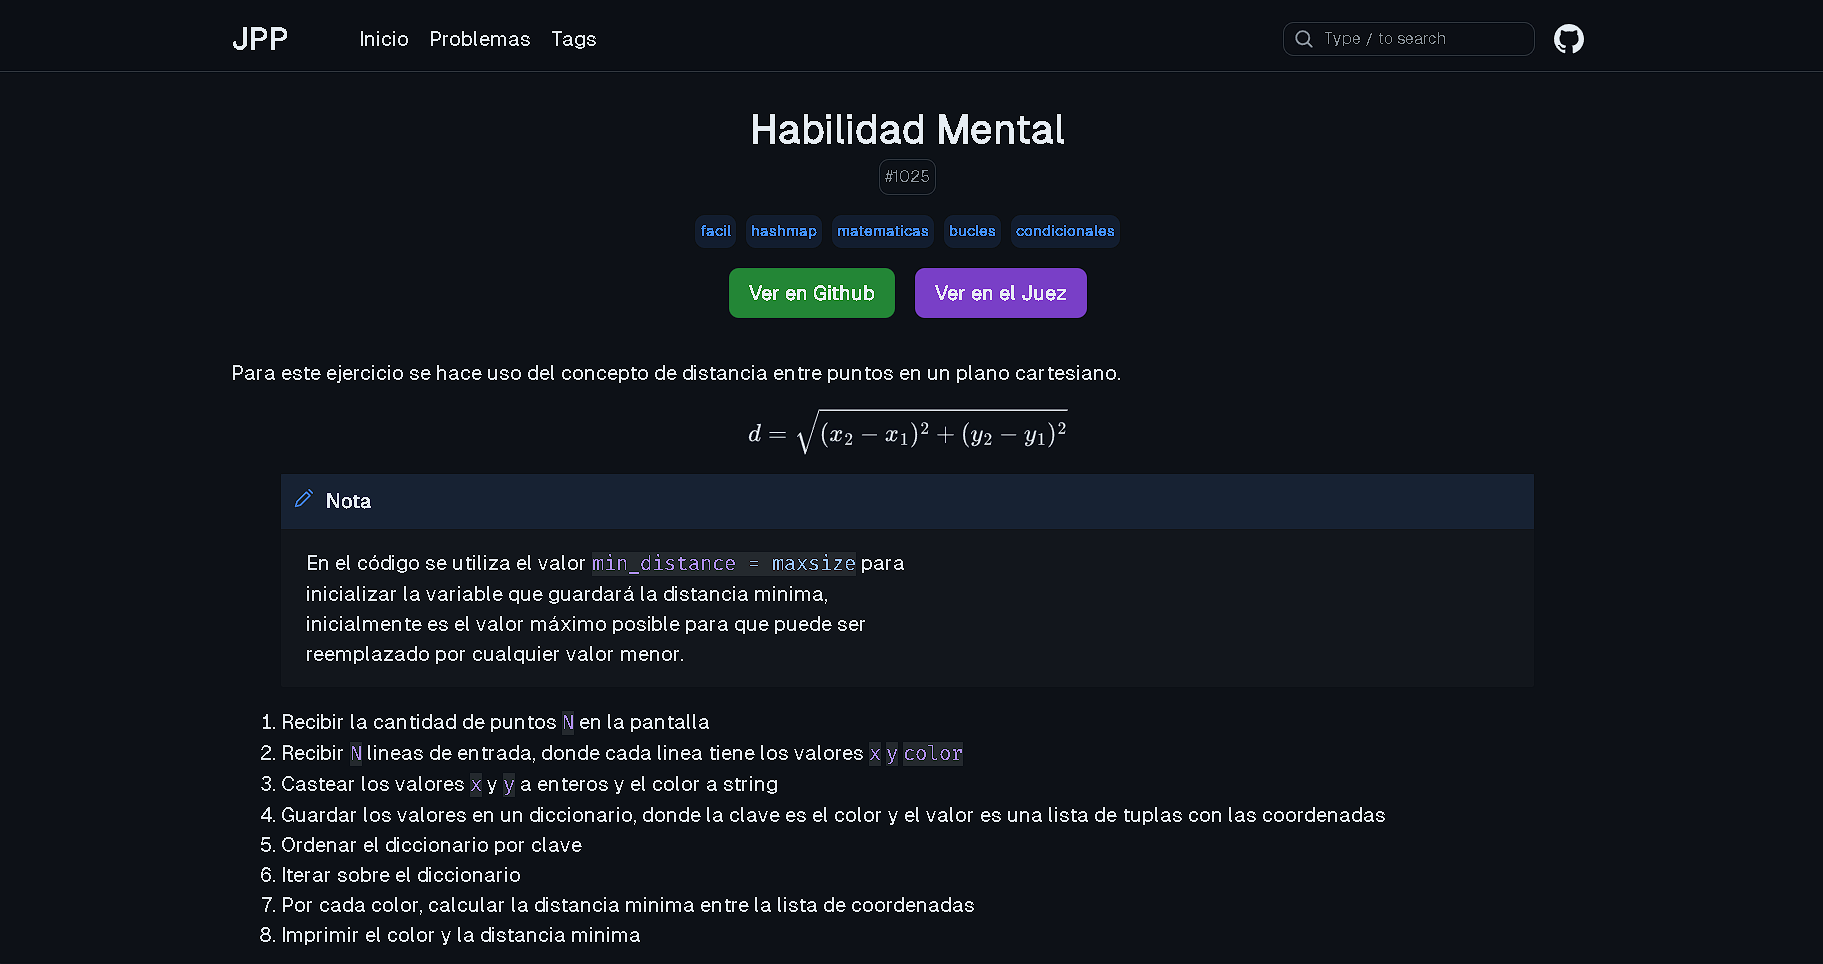 JPP Inicio Problemas Tags Type / to search
Habilidad Mental
#1025
facil hashmap matematicas bucles condicionales
Ver en Github Ver en el Juez
Para este ejercicio se hace uso del concepto de distancia entre puntos en un plano cartesiano.
d = √(x₂ − x₁)² + (y₂ − y₁)²
Nota
En el código se utiliza el valor min_distance = maxsize para
inicializar la variable que guardará la distancia minima,
inicialmente es el valor máximo posible para que puede ser
reemplazado por cualquier valor menor.
1. Recibir la cantidad de puntos N en la pantalla
2. Recibir N lineas de entrada, donde cada linea tiene los valores x y color
3. Castear los valores x y y a enteros y el color a string
4. Guardar los valores en un diccionario, donde la clave es el color y el valor es una lista de tuplas con las coordenadas
5. Ordenar el diccionario por clave
6. Iterar sobre el diccionario
7. Por cada color, calcular la distancia minima entre la lista de coordenadas
8. Imprimir el color y la distancia minima